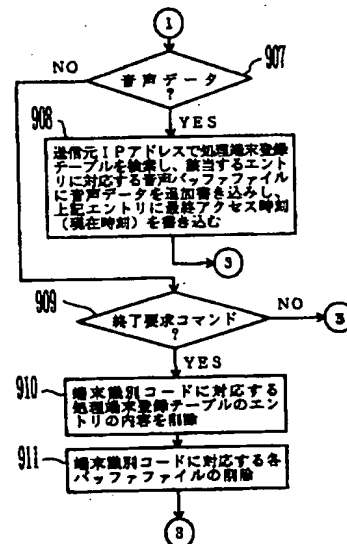 1
907
音声データ
?
NO
YES
908
送信元IPアドレスで処理端末登録
テーブルを検索し、該当するエント
リに対応する音声バッファファイル
に音声データを追加書き込みし、
上記エントリに最終アクセス時刻
(現在時刻)を書き込む
3
909
終了要求コマンド
?
NO
3
YES
910
端末識別コードに対応する
処理端末登録テーブルのエン
トリの内容を削除
911
端末識別コードに対応する各
バッファファイルの削除
3